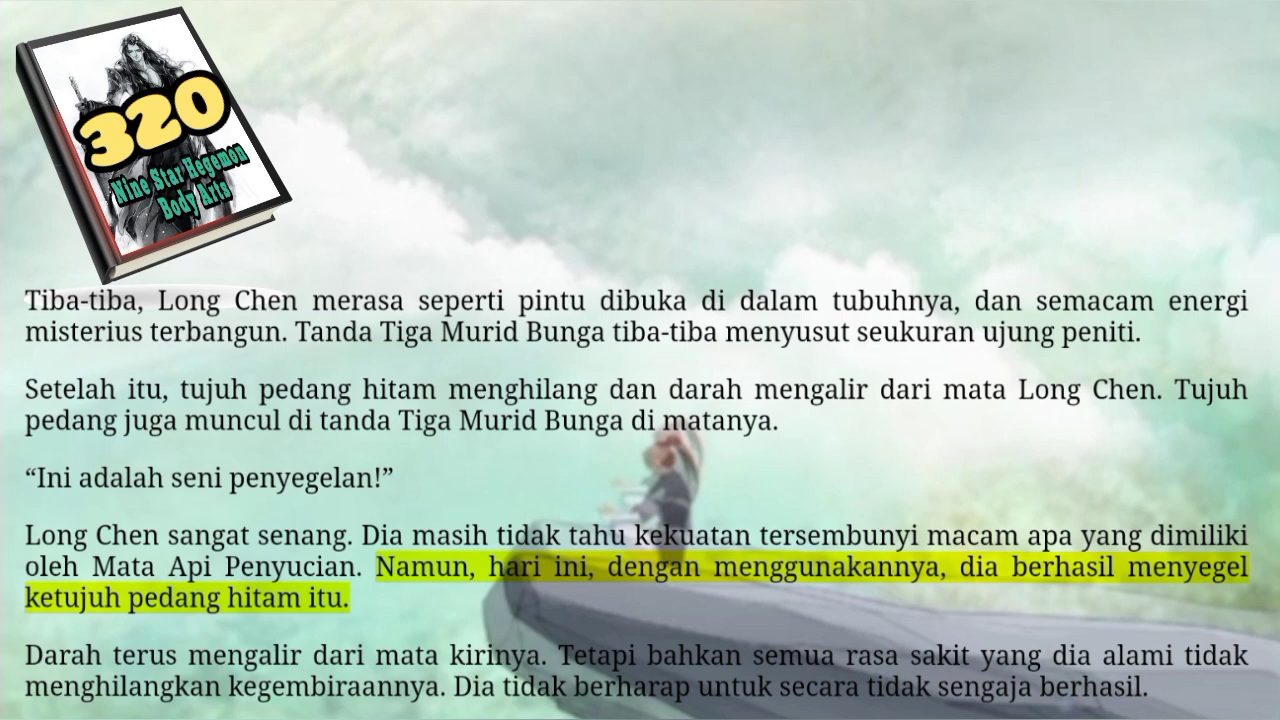 320
Nine Star Hegemon
Body Arts
Tiba-tiba, Long Chen merasa seperti pintu dibuka di dalam tubuhnya, dan semacam energi
misterius terbangun. Tanda Tiga Murid Bunga tiba-tiba menyusut seukuran ujung peniti.
Setelah itu, tujuh pedang hitam menghilang dan darah mengalir dari mata Long Chen. Tujuh
pedang juga muncul di tanda Tiga Murid Bunga di matanya.
“Ini adalah seni penyegelan!”
Long Chen sangat senang. Dia masih tidak tahu kekuatan tersembunyi macam apa yang dimiliki
oleh Mata Api Penyucian. Namun, hari ini, dengan menggunakannya, dia berhasil menyegel
ketujuh pedang hitam itu.
Darah terus mengalir dari mata kirinya. Tetapi bahkan semua rasa sakit yang dia alami tidak
menghilangkan kegembiraannya. Dia tidak berharap untuk secara tidak sengaja berhasil.